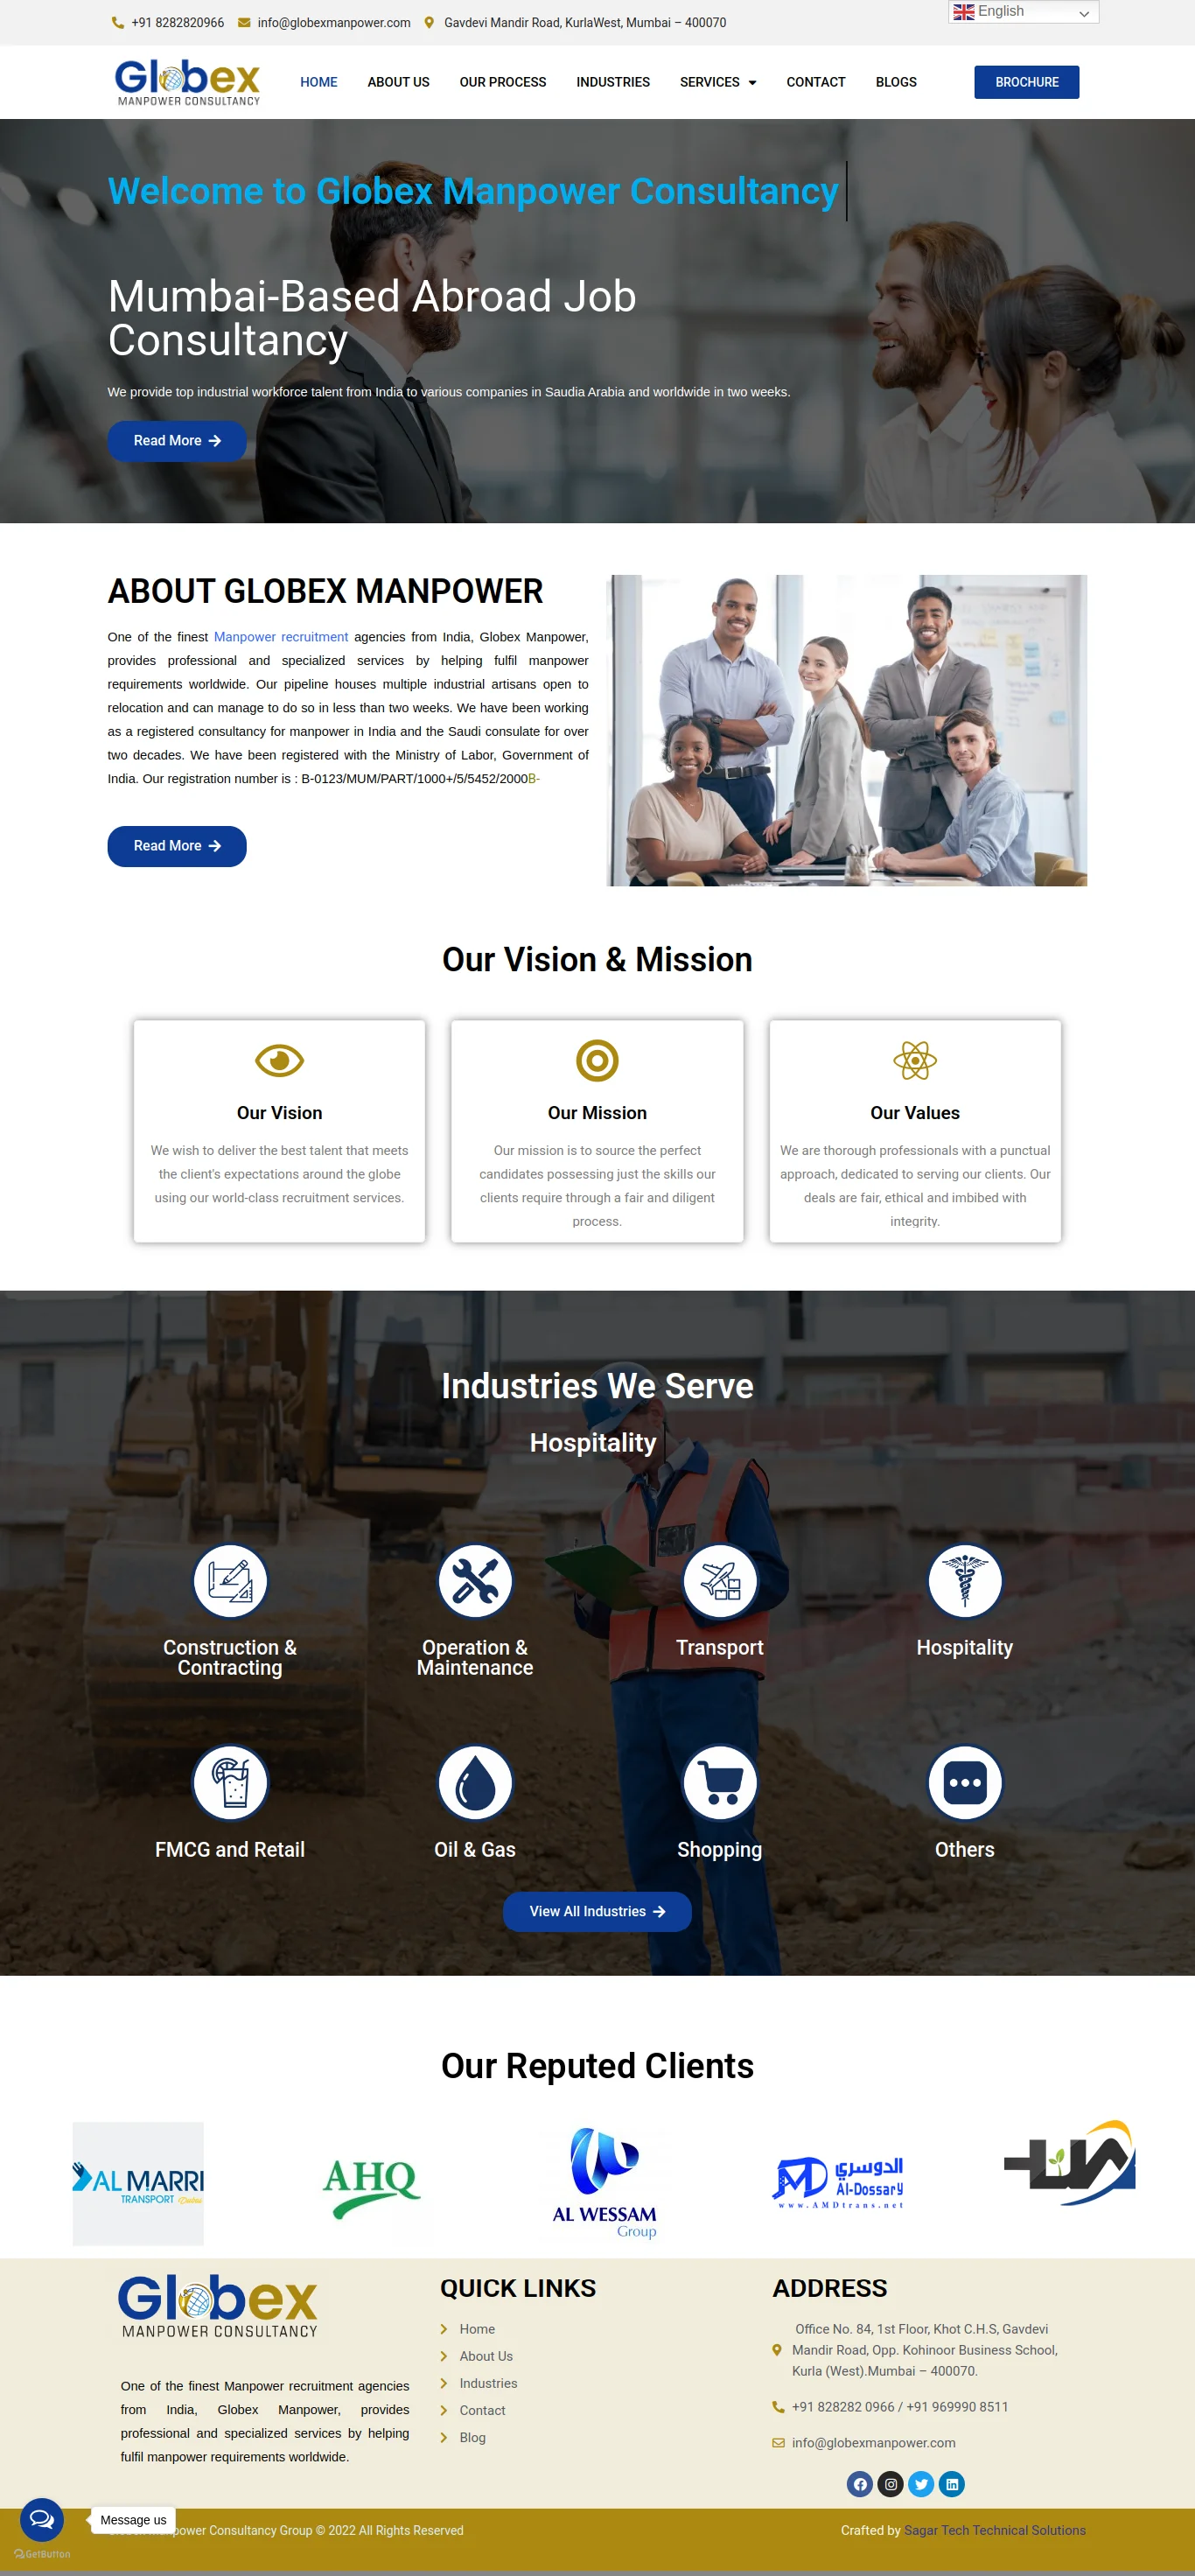 +91 8282820966 info@globexmanpower.com Gavdevi Mandir Road, KurlaWest, Mumbai – 400070
English
Globex
MANPOWER CONSULTANCY
HOME ABOUT US OUR PROCESS INDUSTRIES SERVICES CONTACT BLOGS
BROCHURE
Welcome to Globex Manpower Consultancy
Mumbai-Based Abroad Job
Consultancy
We provide top industrial workforce talent from India to various companies in Saudia Arabia and worldwide in two weeks.
Read More
ABOUT GLOBEX MANPOWER
One of the finest Manpower recruitment agencies from India, Globex Manpower,
provides professional and specialized services by helping fulfil manpower
requirements worldwide. Our pipeline houses multiple industrial artisans open to
relocation and can manage to do so in less than two weeks. We have been working
as a registered consultancy for manpower in India and the Saudi consulate for over
two decades. We have been registered with the Ministry of Labor, Government of
India. Our registration number is : B-0123/MUM/PART/1000+/5/5452/2000B-
Read More
Our Vision & Mission
Our Vision
We wish to deliver the best talent that meets
the client's expectations around the globe
using our world-class recruitment services.
Our Mission
Our mission is to source the perfect
candidates possessing just the skills our
clients require through a fair and diligent
process.
Our Values
We are thorough professionals with a punctual
approach, dedicated to serving our clients. Our
deals are fair, ethical and imbibed with
integrity.
Industries We Serve
Hospitality
Construction &
Contracting
Operation &
Maintenance
Transport
Hospitality
FMCG and Retail
Oil & Gas
Shopping
Others
View All Industries
Our Reputed Clients
AL MARRI
TRANSPORT
AHQ
AL WESSAM
Group
الدوسري
Al-Dossary
www.AMDtrans.net
Globex
MANPOWER CONSULTANCY
One of the finest Manpower recruitment agencies
from India, Globex Manpower, provides
professional and specialized services by helping
fulfil manpower requirements worldwide.
QUICK LINKS
Home
About Us
Industries
Contact
Blog
ADDRESS
Office No. 84, 1st Floor, Khot C.H.S, Gavdevi
Mandir Road, Opp. Kohinoor Business School,
Kurla (West).Mumbai – 400070.
+91 828282 0966 / +91 969990 8511
info@globexmanpower.com
Message us
Consultancy Group © 2022 All Rights Reserved
Crafted by Sagar Tech Technical Solutions
GetButton